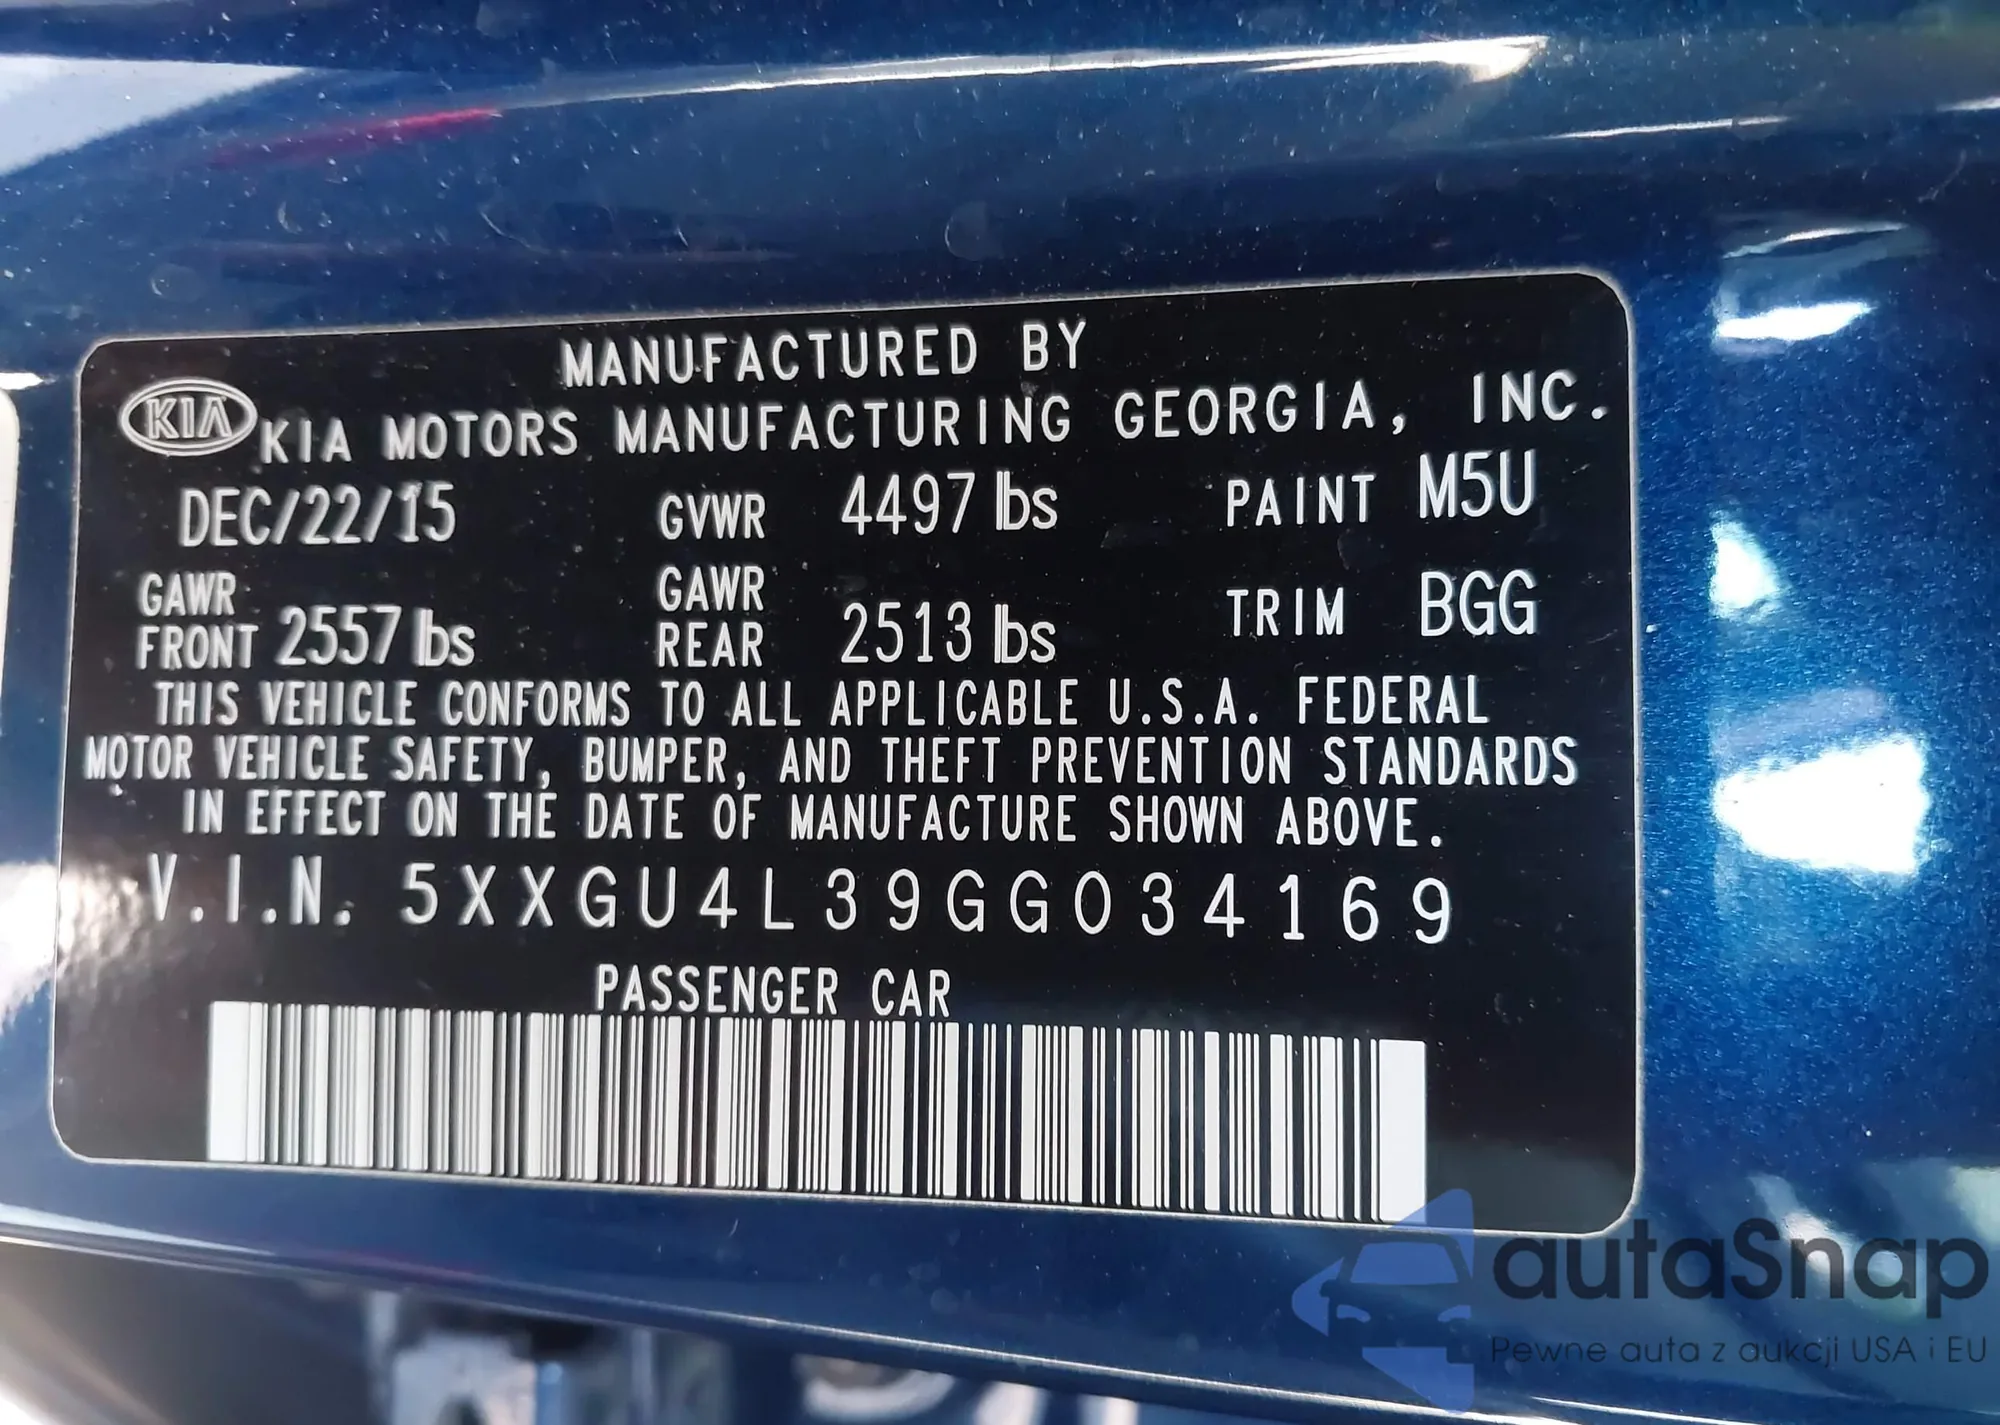 MANUFACTURED BY
KIA KIA MOTORS MANUFACTURING GEORGIA, INC.
DEC/22/15 GVWR 4497 lbs PAINT M5U
GAWR FRONT 2557 lbs GAWR REAR 2513 lbs TRIM BGG
THIS VEHICLE CONFORMS TO ALL APPLICABLE U.S.A. FEDERAL
MOTOR VEHICLE SAFETY, BUMPER, AND THEFT PREVENTION STANDARDS
IN EFFECT ON THE DATE OF MANUFACTURE SHOWN ABOVE.
V.I.N. 5XXGU4L39GG034169
PASSENGER CAR
autaSnap
Pewne auta z aukcji USA i EU